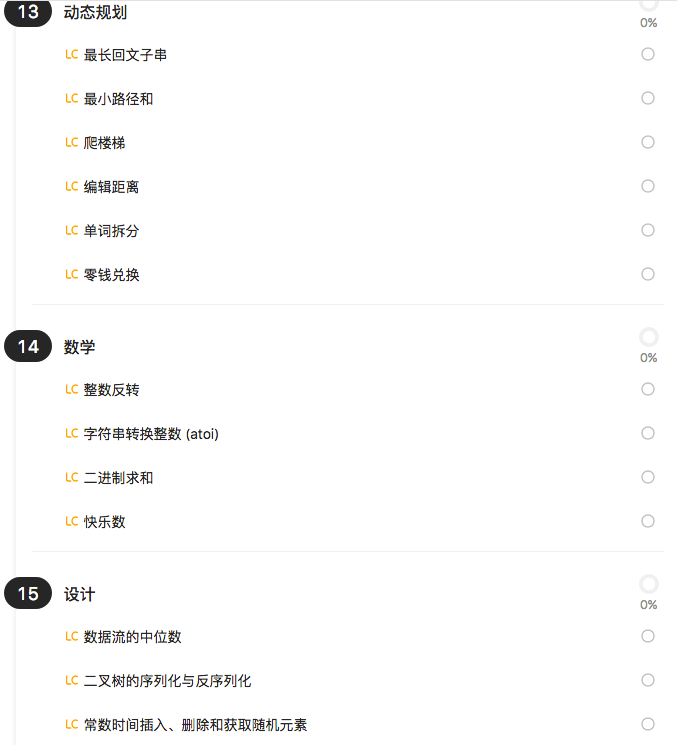 13 动态规划
0%
LC 最长回文子串
LC 最小路径和
LC 爬楼梯
LC 编辑距离
LC 单词拆分
LC 零钱兑换
14 数学
0%
LC 整数反转
LC 字符串转换整数 (atoi)
LC 二进制求和
LC 快乐数
15 设计
0%
LC 数据流的中位数
LC 二叉树的序列化与反序列化
LC 常数时间插入、删除和获取随机元素